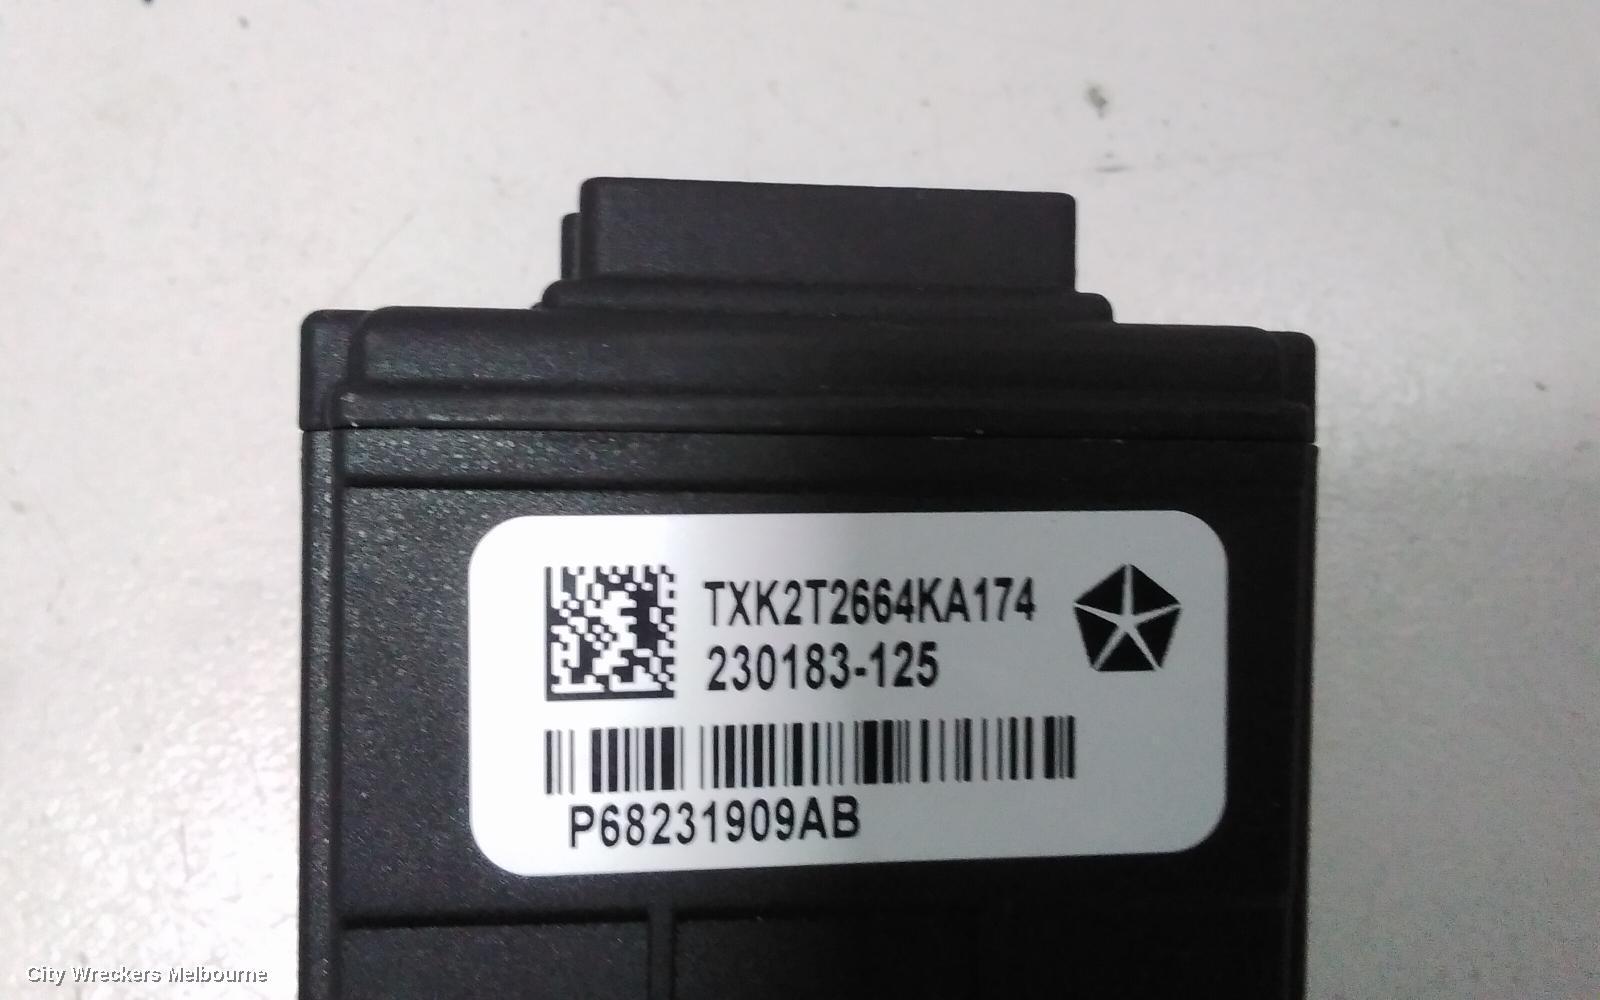 TXK2T2664KA174
230183-125
P68231909AB
City Wreckers Melbourne